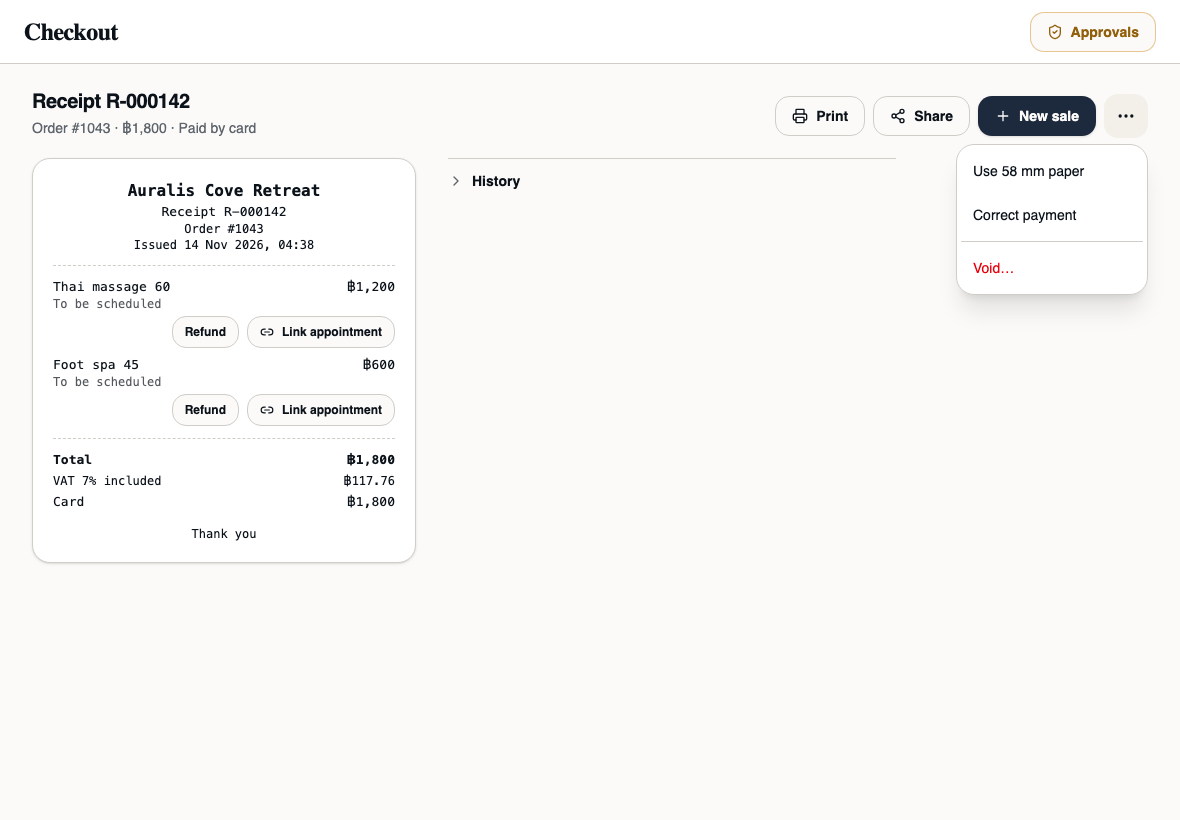 Checkout
Approvals
Receipt R-000142
Order #1043 · ฿1,800 · Paid by card
Print
Share
New sale
Use 58 mm paper
Correct payment
Void…
Auralis Cove Retreat
Receipt R-000142
Order #1043
Issued 14 Nov 2026, 04:38
Thai massage 60 ฿1,200
To be scheduled
Refund Link appointment
Foot spa 45 ฿600
To be scheduled
Refund Link appointment
Total ฿1,800
VAT 7% included ฿117.76
Card ฿1,800
Thank you
History